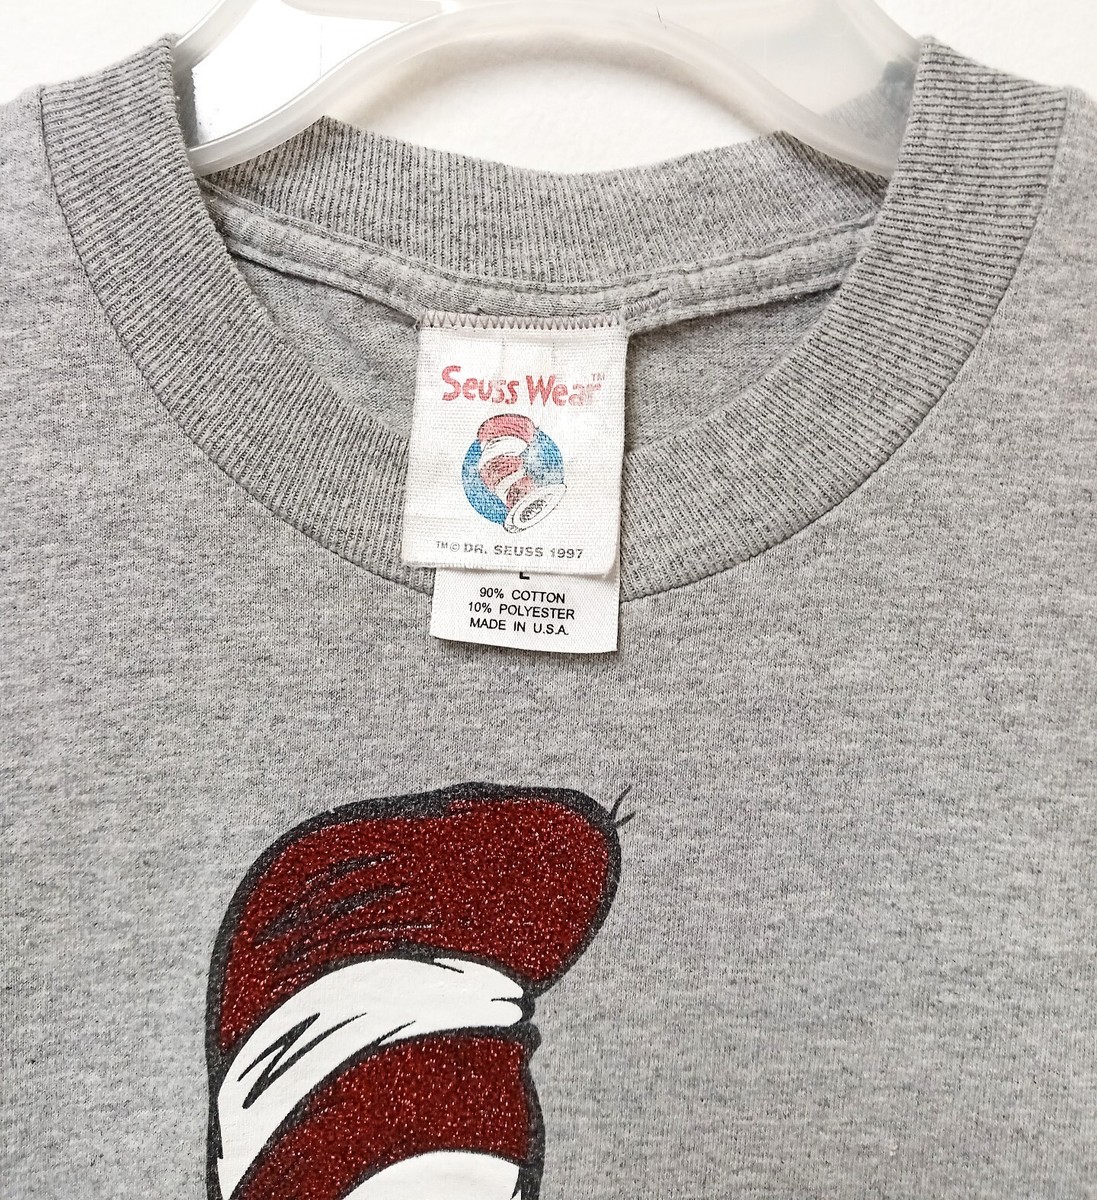 Seuss Wear™
™© DR. SEUSS 1997
L
90% COTTON
10% POLYESTER
MADE IN U.S.A.